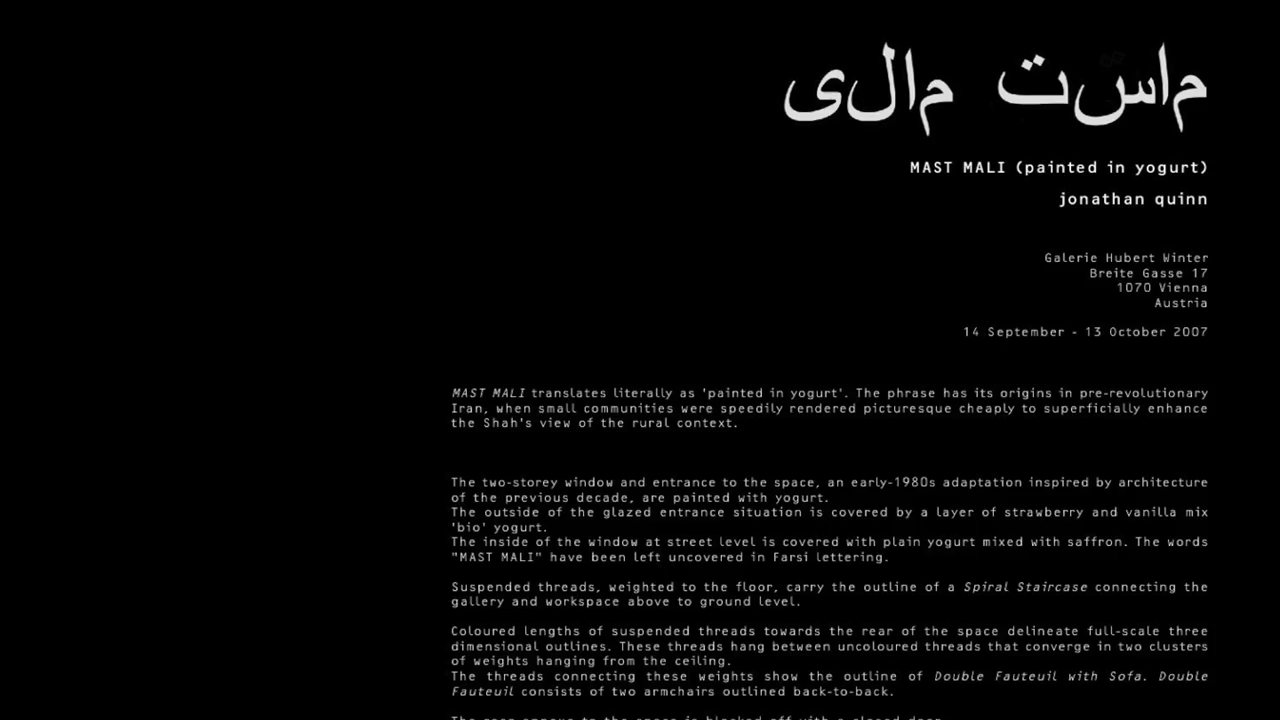 ماست مالی
MAST MALI (painted in yogurt)
jonathan quinn
Galerie Hubert Winter
Breite Gasse 17
1070 Vienna
Austria
14 September - 13 October 2007
MAST MALI translates literally as 'painted in yogurt'. The phrase has its origins in pre-revolutionary
Iran, when small communities were speedily rendered picturesque cheaply to superficially enhance
the Shah's view of the rural context.
The two-storey window and entrance to the space, an early-1980s adaptation inspired by architecture
of the previous decade, are painted with yogurt.
The outside of the glazed entrance situation is covered by a layer of strawberry and vanilla mix
'bio' yogurt.
The inside of the window at street level is covered with plain yogurt mixed with saffron. The words
"MAST MALI" have been left uncovered in Farsi lettering.
Suspended threads, weighted to the floor, carry the outline of a Spiral Staircase connecting the
gallery and workspace above to ground level.
Coloured lengths of suspended threads towards the rear of the space delineate full-scale three
dimensional outlines. These threads hang between uncoloured threads that converge in two clusters
of weights hanging from the ceiling.
The threads connecting these weights show the outline of Double Fauteuil with Sofa. Double
Fauteuil consists of two armchairs outlined back-to-back.